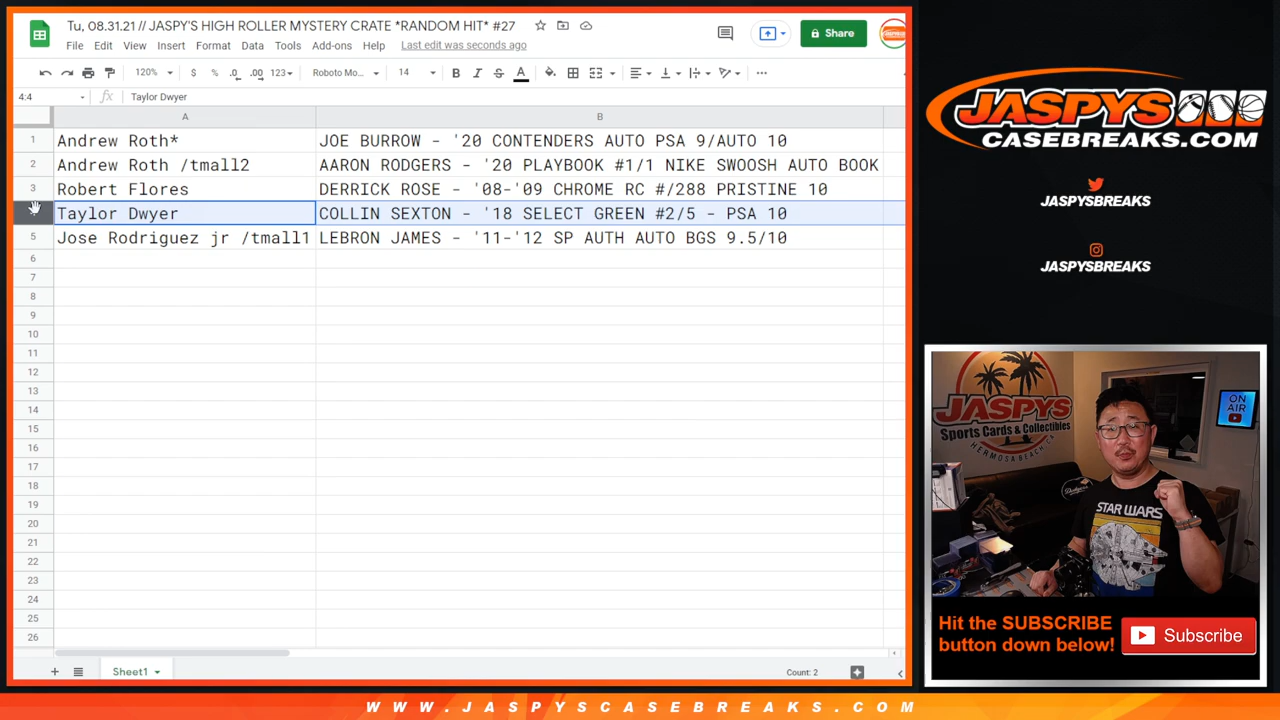 Tu, 08.31.21 // JASPY'S HIGH ROLLER MYSTERY CRATE *RANDOM HIT* #27
File Edit View Insert Format Data Tools Add-ons Help Last edit was seconds ago
Share
120% $ % .0 .00 123 Roboto Mo... 14 B I S A
4:4 fx Taylor Dwyer
A B
1 Andrew Roth* JOE BURROW - '20 CONTENDERS AUTO PSA 9/AUTO 10
2 Andrew Roth /tmall2 AARON RODGERS - '20 PLAYBOOK #1/1 NIKE SWOOSH AUTO BOOK
3 Robert Flores DERRICK ROSE - '08-'09 CHROME RC #/288 PRISTINE 10
Taylor Dwyer COLLIN SEXTON - '18 SELECT GREEN #2/5 - PSA 10
5 Jose Rodriguez jr /tmall1 LEBRON JAMES - '11-'12 SP AUTH AUTO BGS 9.5/10
6
7
8
9
10
11
12
13
14
15
16
17
18
19
20
21
22
23
24
25
26
Sheet1
Count: 2
JASPYS
CASEBREAKS.COM
JASPYSBREAKS
JASPYSBREAKS
JASPYS
Sports Cards & Collectibles
HERMOSA BEACH, CA
ON
AIR
Dodgers
STAR WARS
Hit the SUBSCRIBE
button down below!
Subscribe
WWW.JASPYSCASEBREAKS.COM